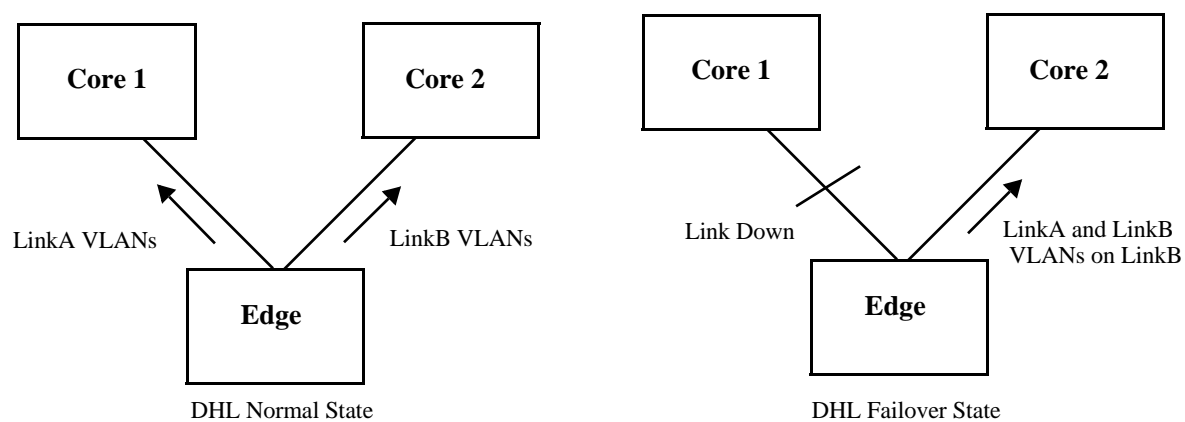 Core 1
Core 2
LinkA VLANs
LinkB VLANs
Edge
DHL Normal State
Core 1
Core 2
Link Down
LinkA and LinkB
VLANs on LinkB
Edge
DHL Failover State